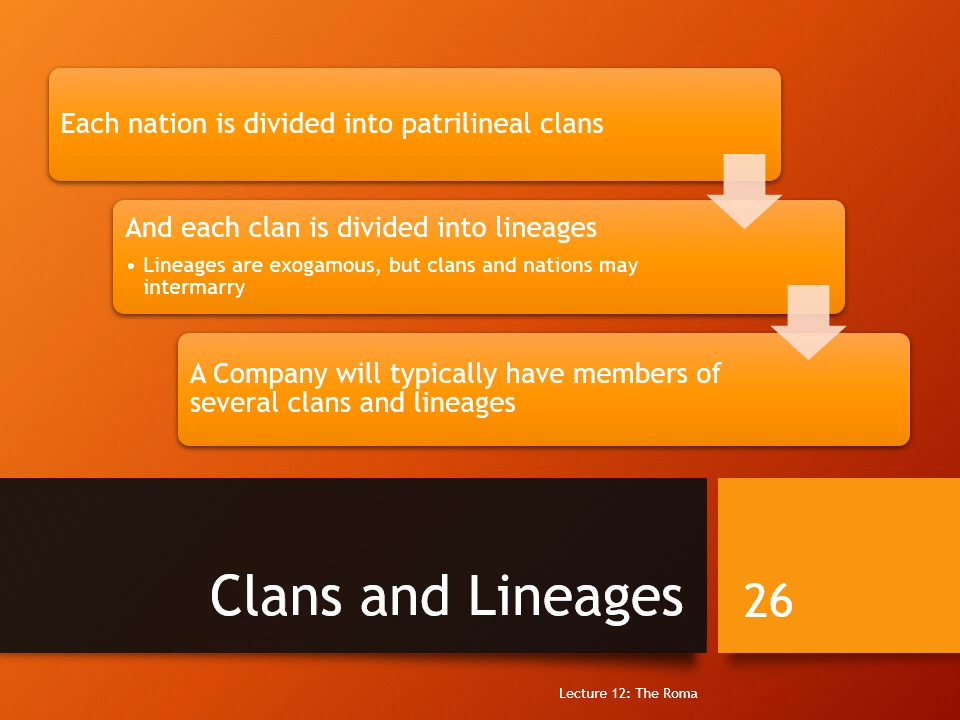 Each nation is divided into patrilineal clans
And each clan is divided into lineages
• Lineages are exogamous, but clans and nations may
intermarry
A Company will typically have members of
several clans and lineages
Clans and Lineages
26
Lecture 12: The Roma